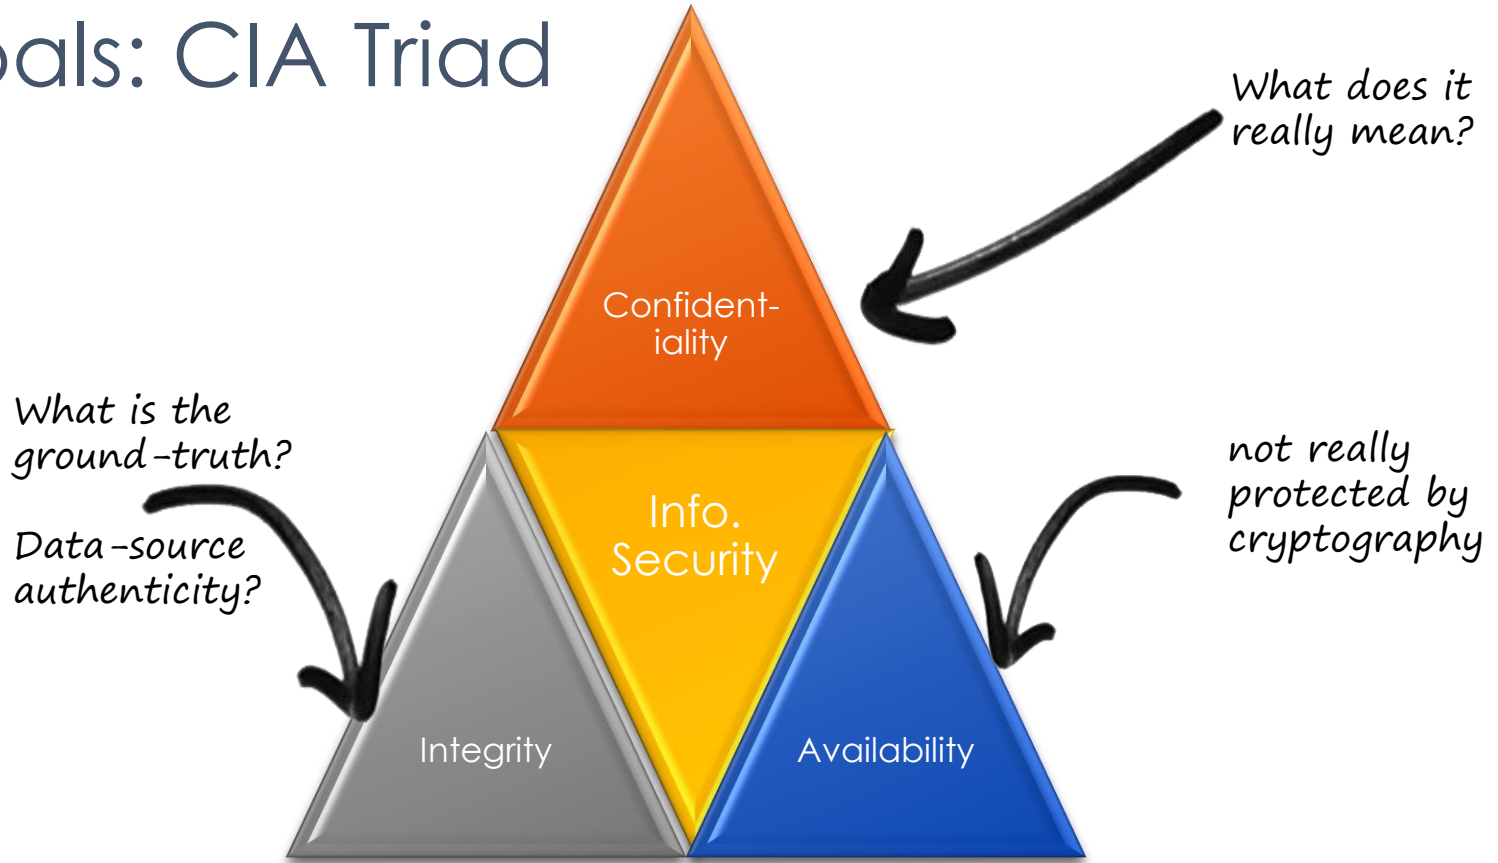 oals: CIA Triad
What does it
really mean?
Confident-
iality
What is the
ground-truth?
Data-source
authenticity?
Info.
Security
not really
protected by
cryptography
Integrity
Availability